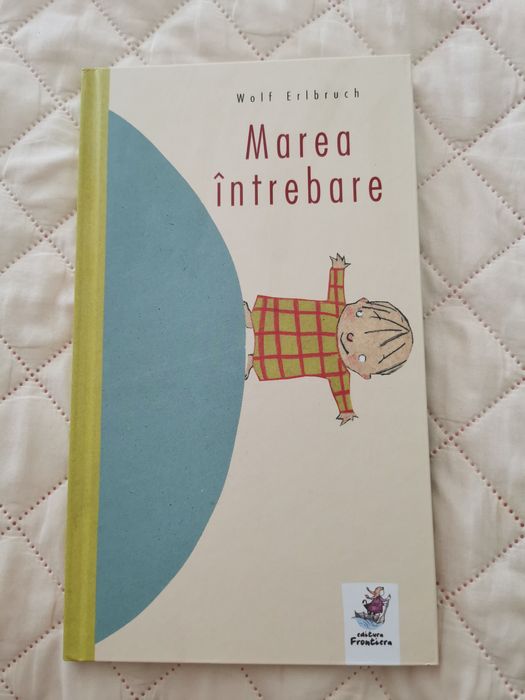 Wolf Erlbruch
Marea
întrebare
editura
Frontiera